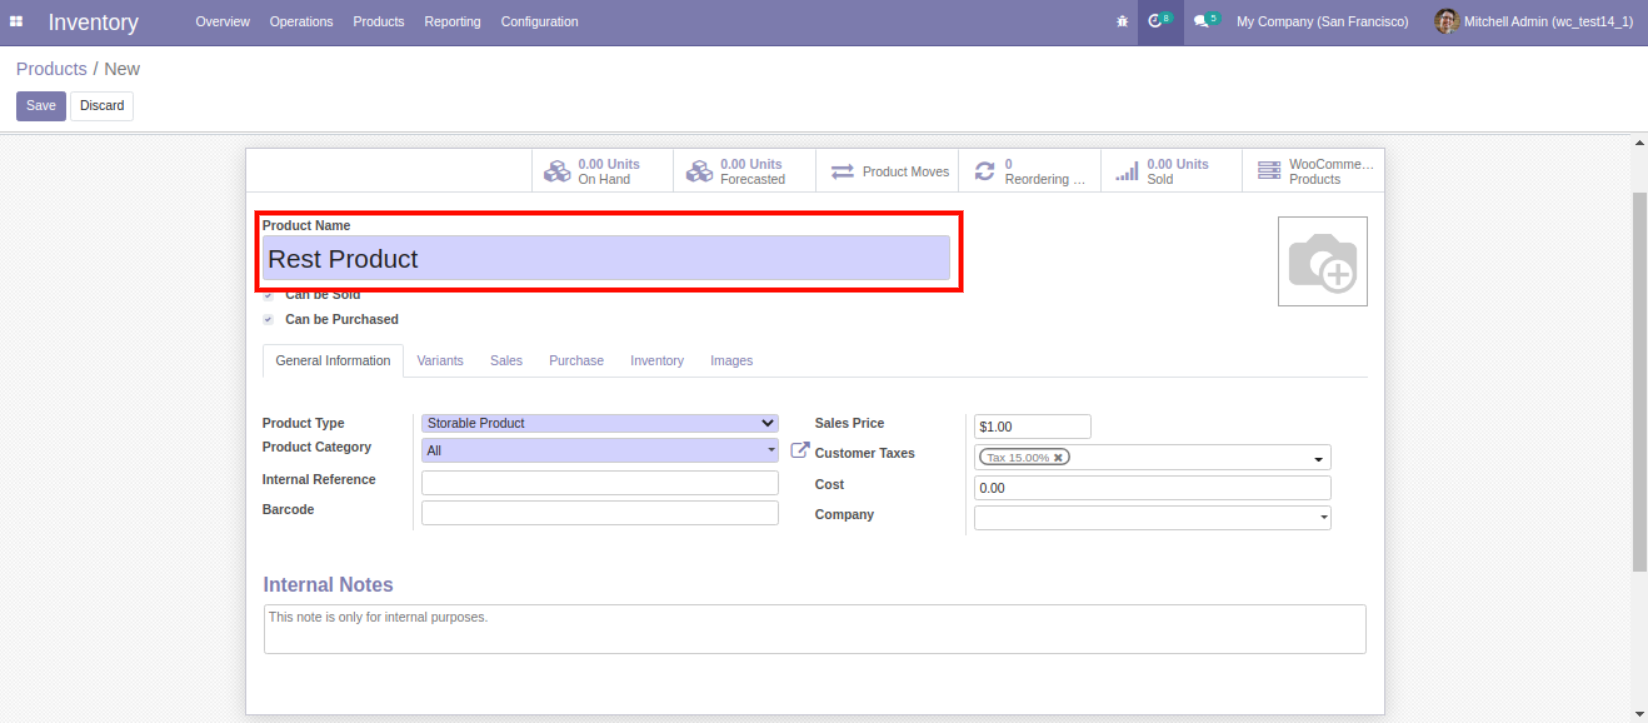 Inventory Overview Operations Products Reporting Configuration 8 5 My Company (San Francisco) Mitchell Admin (wc_test14_1)
Products / New
Save Discard
0.00 Units
On Hand
0.00 Units
Forecasted
Product Moves
0
Reordering ...
0.00 Units
Sold
WooComme...
Products
Product Name
Rest Product
Can be Sold
Can be Purchased
General Information Variants Sales Purchase Inventory Images
Product Type Storable Product
Product Category All
Internal Reference
Barcode
Sales Price $1.00
Customer Taxes Tax 15.00% ✖
Cost 0.00
Company
Internal Notes
This note is only for internal purposes.